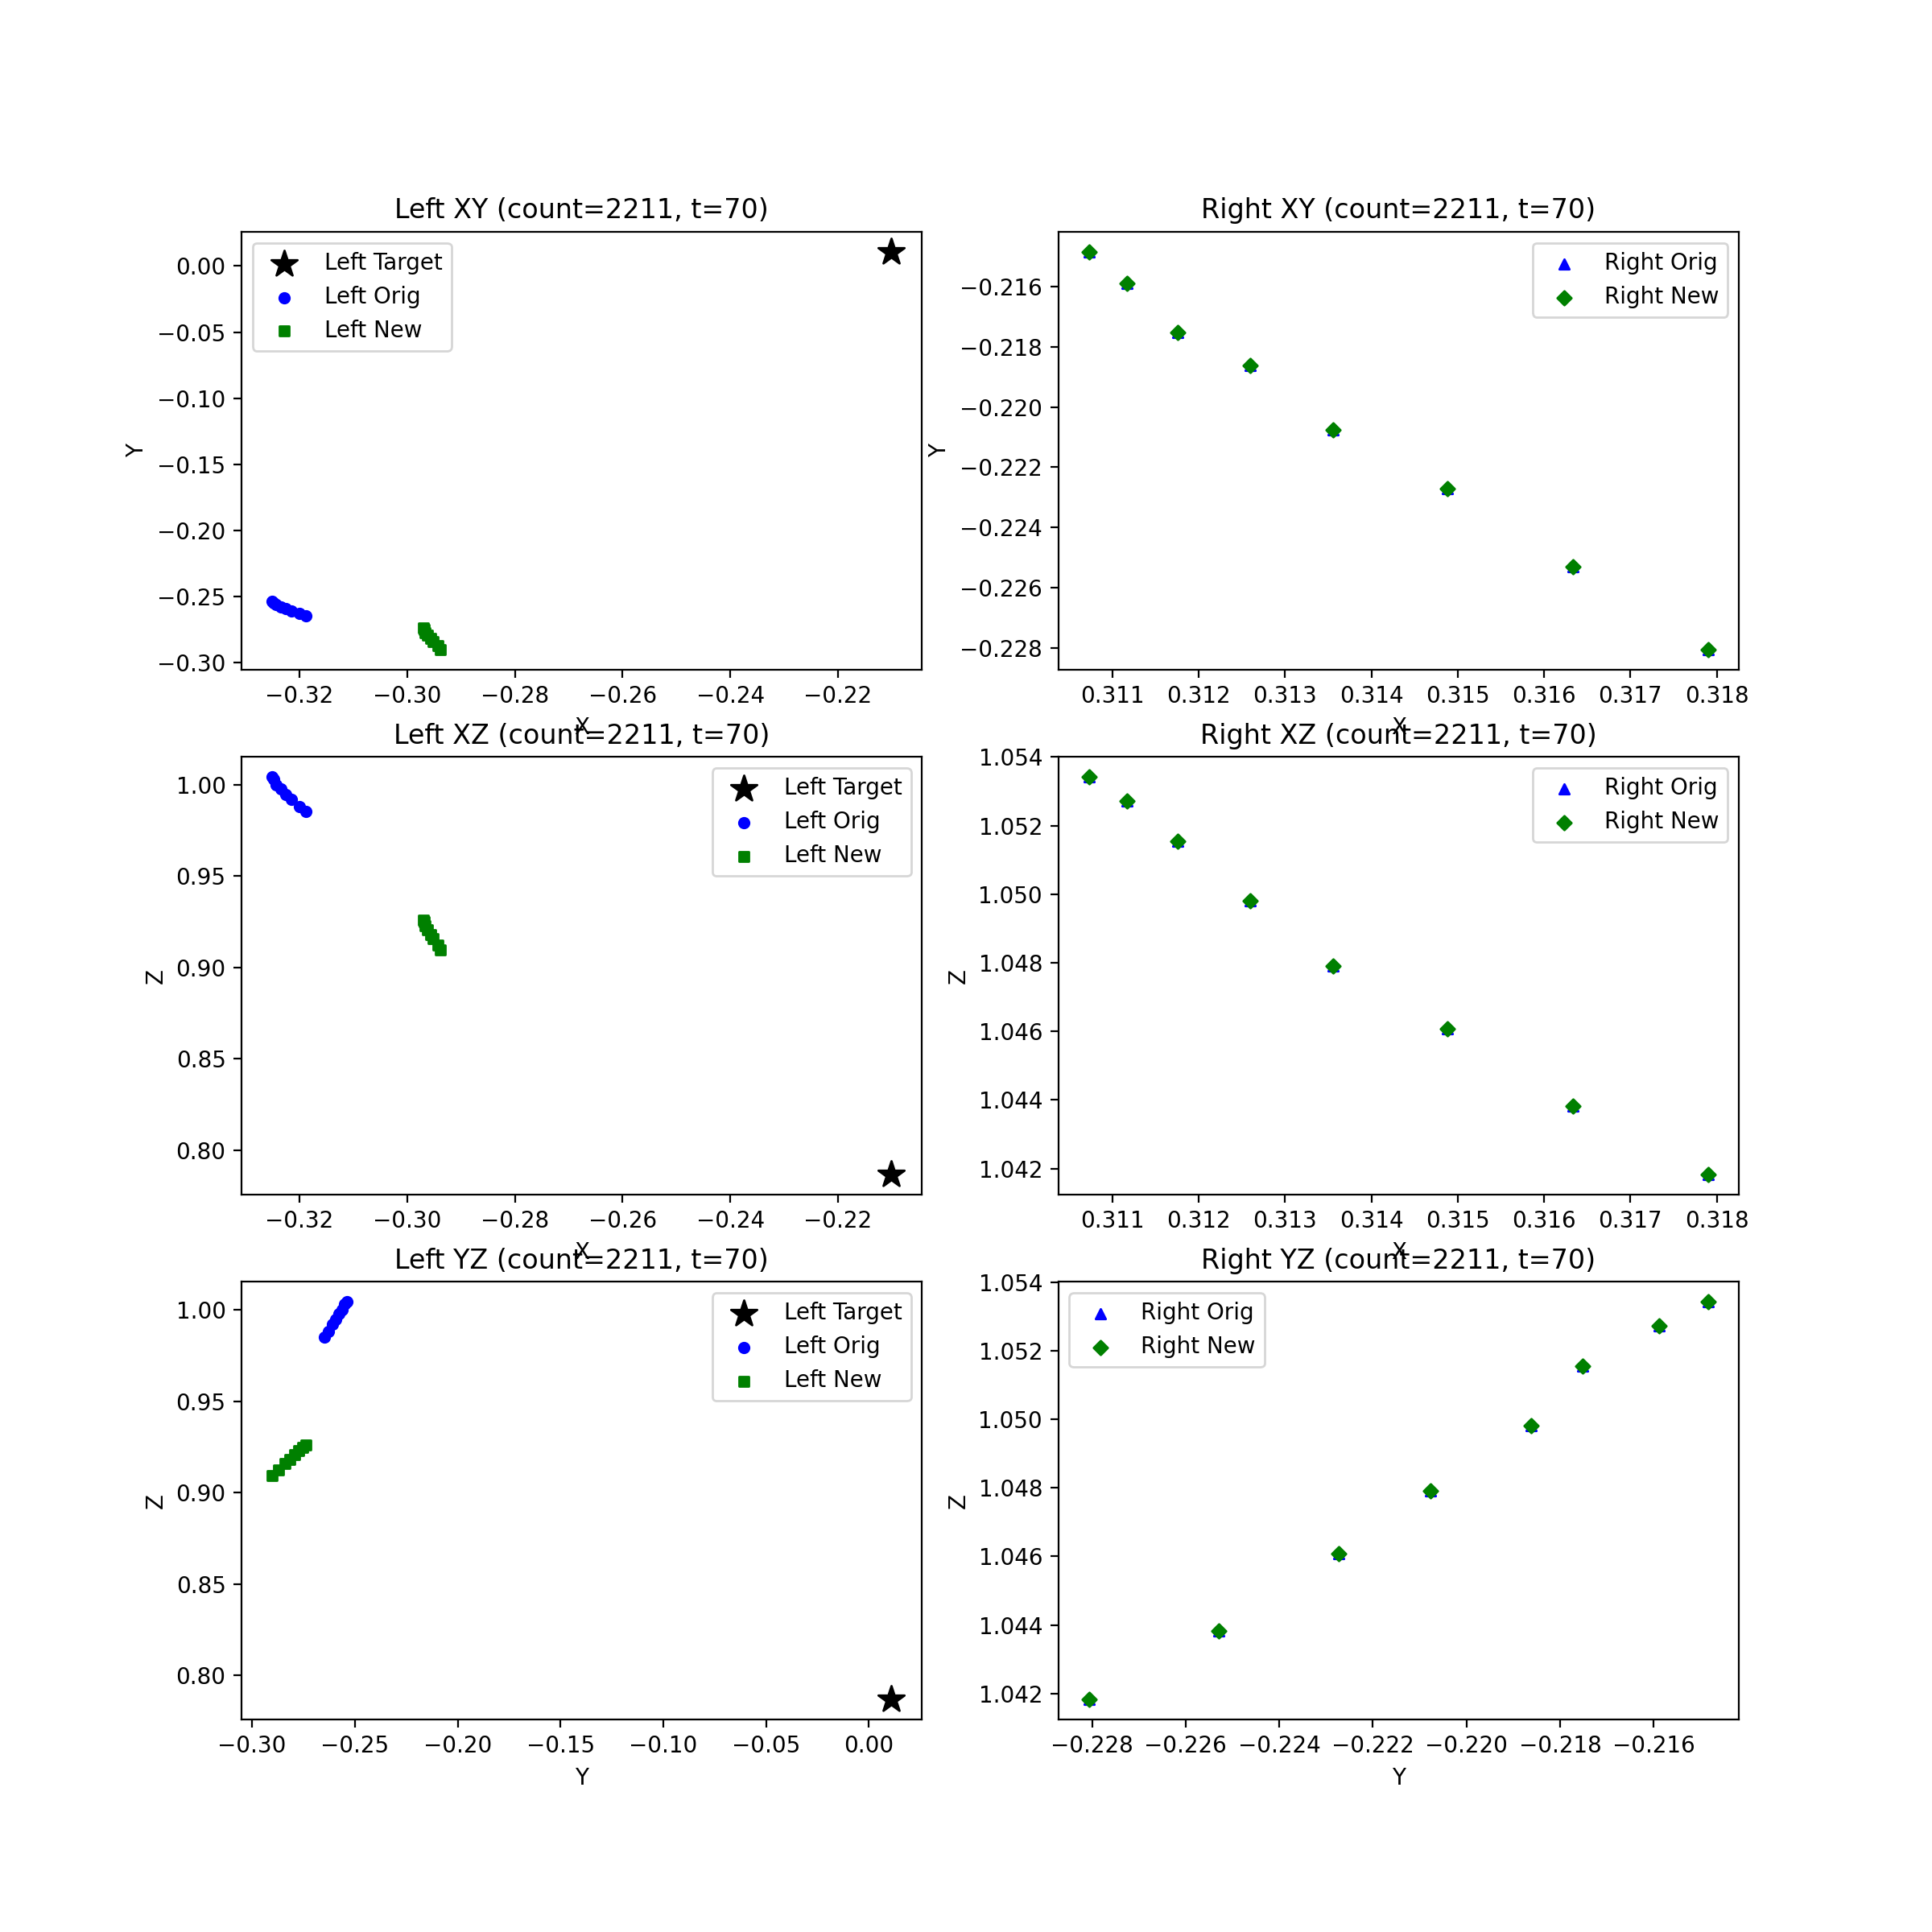 Left XY (count=2211, t=70)
Left Target
Left Orig
Left New
0.00
−0.05
−0.10
−0.15
−0.20
−0.25
−0.30
Y
−0.32
−0.30
−0.28
−0.26
−0.24
−0.22
X
Right XY (count=2211, t=70)
Right Orig
Right New
−0.216
−0.218
−0.220
−0.222
−0.224
−0.226
−0.228
Y
0.311
0.312
0.313
0.314
0.315
0.316
0.317
0.318
X
Left XZ (count=2211, t=70)
Left Target
Left Orig
Left New
1.00
0.95
0.90
0.85
0.80
Z
−0.32
−0.30
−0.28
−0.26
−0.24
−0.22
X
Right XZ (count=2211, t=70)
Right Orig
Right New
1.054
1.052
1.050
1.048
1.046
1.044
1.042
Z
0.311
0.312
0.313
0.314
0.315
0.316
0.317
0.318
X
Left YZ (count=2211, t=70)
Left Target
Left Orig
Left New
1.00
0.95
0.90
0.85
0.80
Z
−0.30
−0.25
−0.20
−0.15
−0.10
−0.05
0.00
Y
Right YZ (count=2211, t=70)
Right Orig
Right New
1.054
1.052
1.050
1.048
1.046
1.044
1.042
Z
−0.228
−0.226
−0.224
−0.222
−0.220
−0.218
−0.216
Y